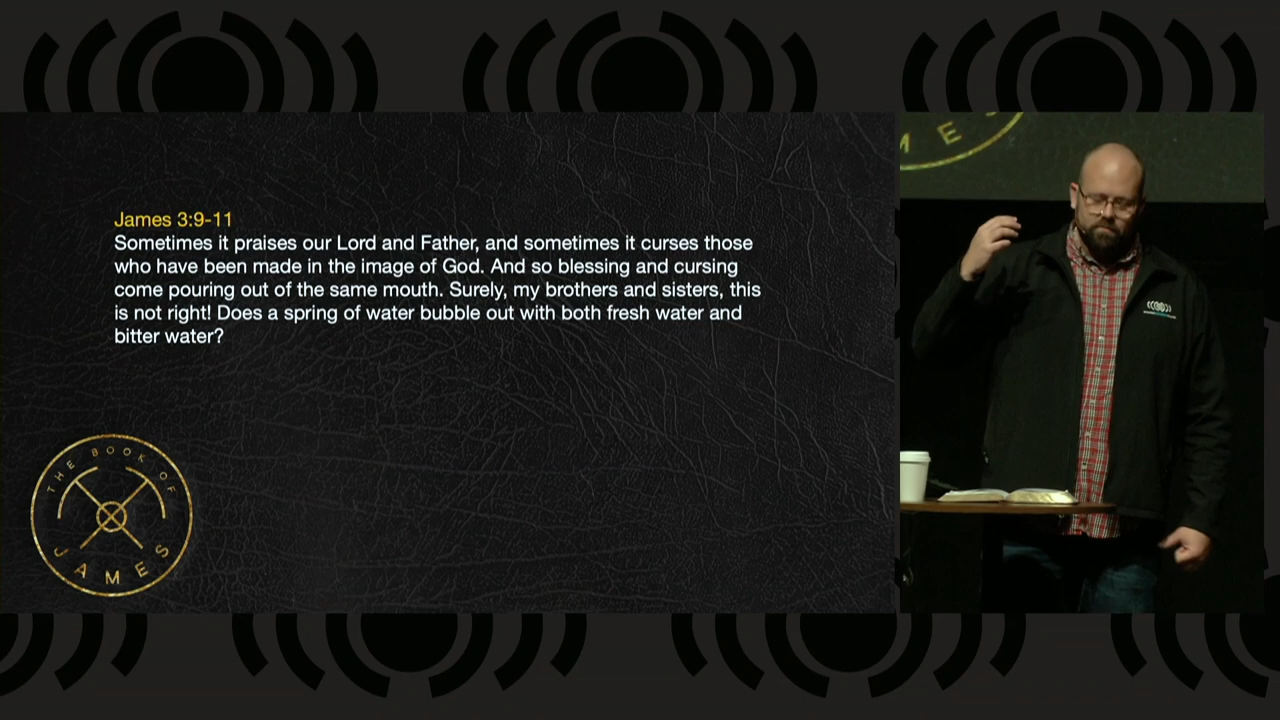 James 3:9-11
Sometimes it praises our Lord and Father, and sometimes it curses those
who have been made in the image of God. And so blessing and cursing
come pouring out of the same mouth. Surely, my brothers and sisters, this
is not right! Does a spring of water bubble out with both fresh water and
bitter water?
THE BOOK OF
JAMES
MES